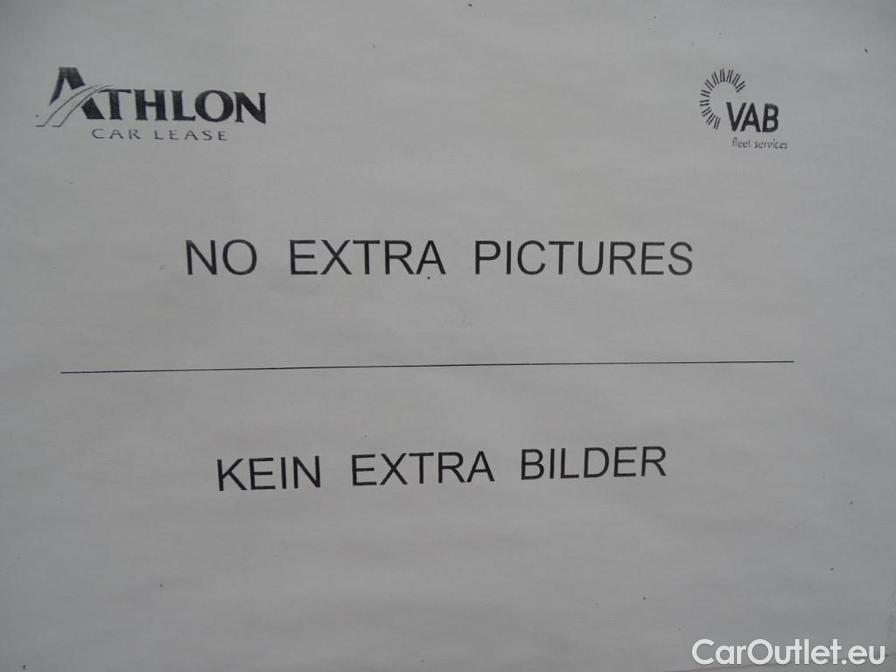 ATHLON
CAR LEASE
VAB
fleet services
NO EXTRA PICTURES
KEIN EXTRA BILDER
CarOutlet.eu